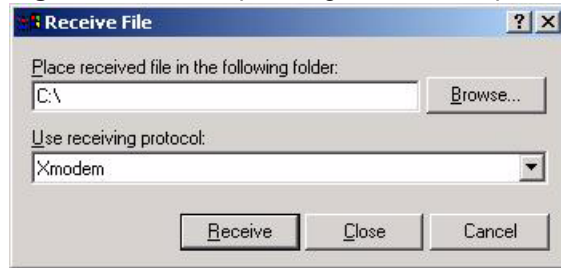 Receive File
Place received file in the following folder:
C:\
Browse...
Use receiving protocol:
Xmodem
Receive Close Cancel